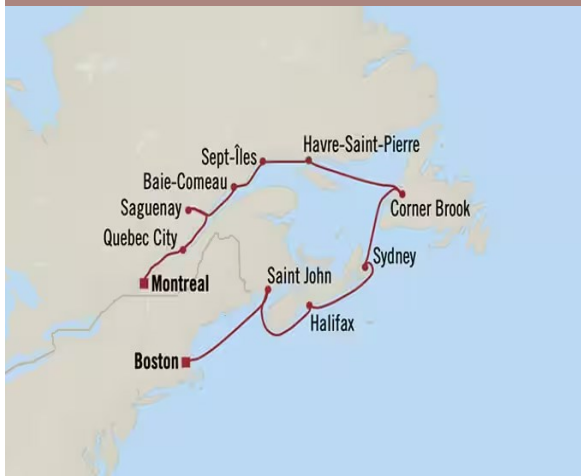 Havre-Saint-Pierre
Sept-Îles
Baie-Comeau
Saguenay
Corner Brook
Quebec City
Sydney
Saint John
Montreal
Halifax
Boston